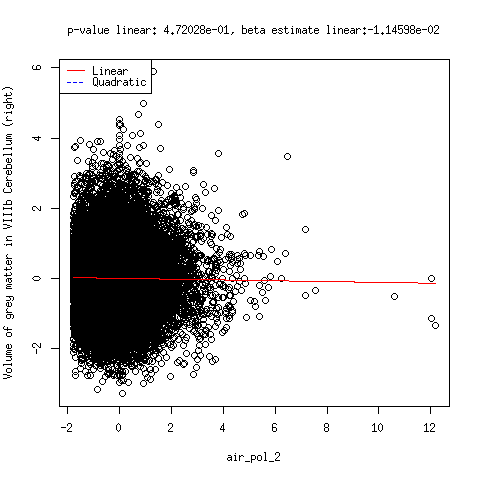 p-value linear: 4.72028e-01, beta estimate linear:-1.14598e-02
Linear
Quadratic
Volume of grey matter in VIIIb Cerebellum (right)
6
4
2
0
-2
-2 0 2 4 6 8 10 12
air_pol_2